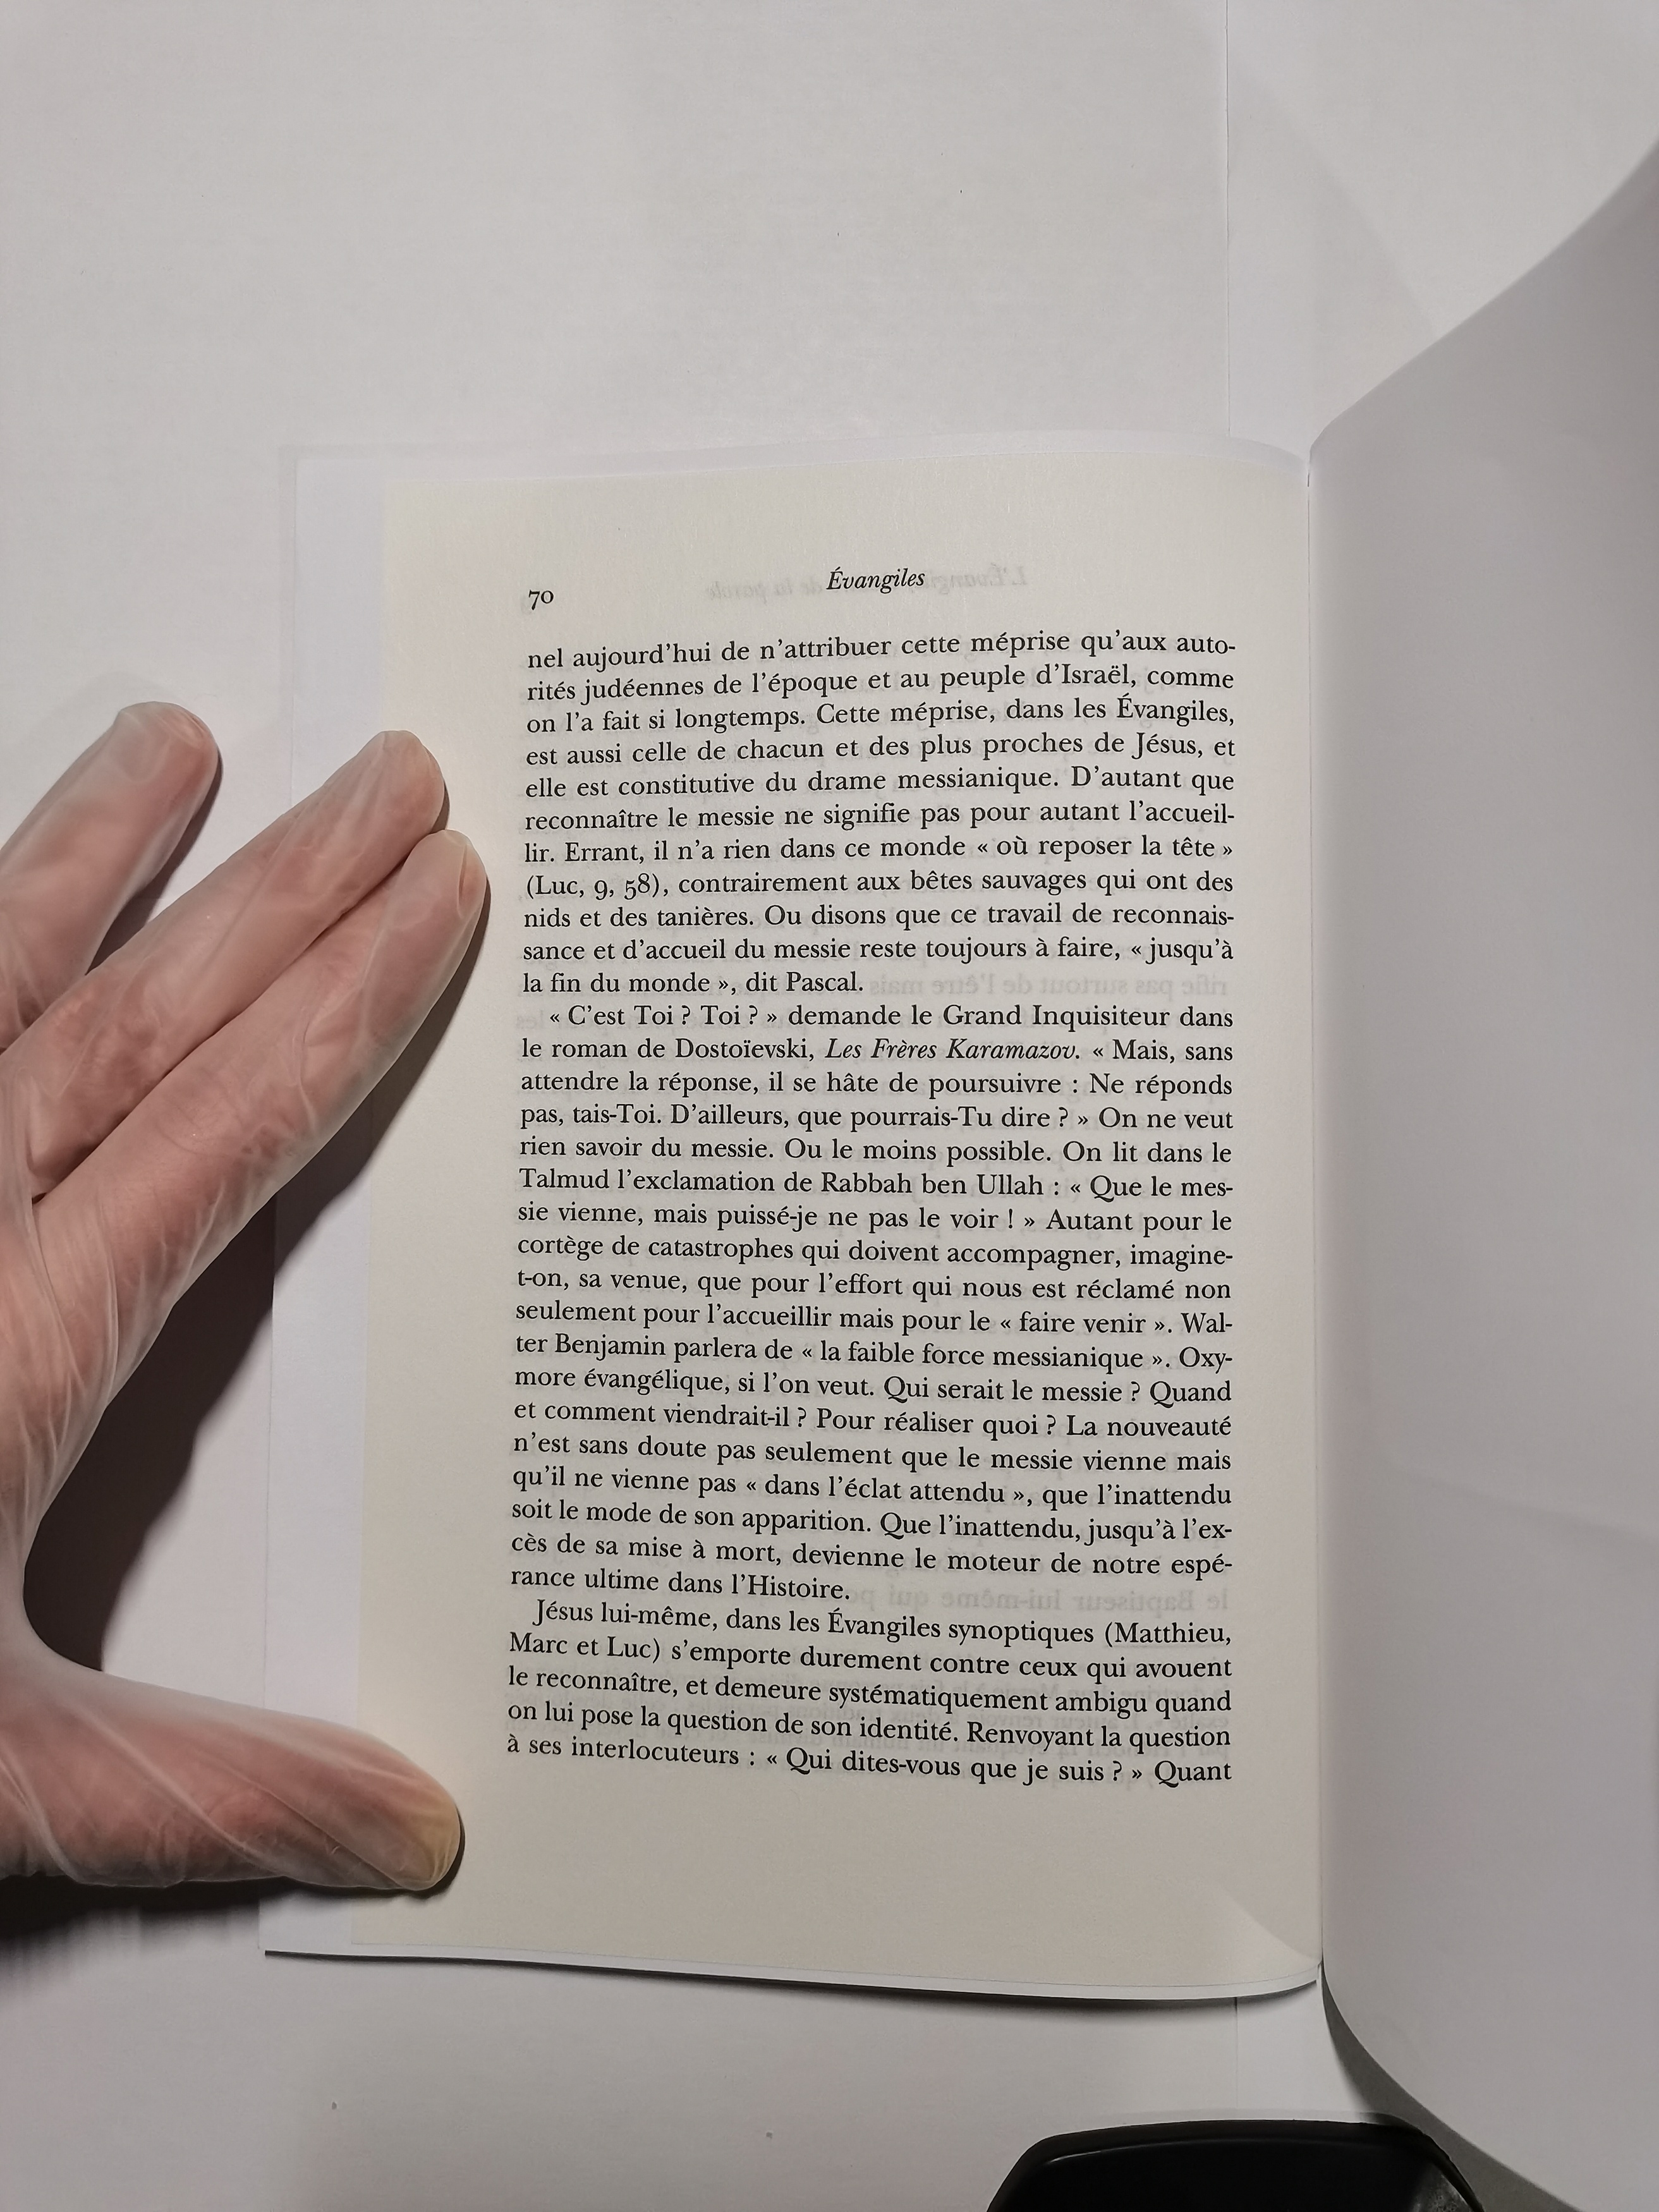 70
Évangiles
nel aujourd'hui de n'attribuer cette méprise qu'aux auto-
rités judéennes de l'époque et au peuple d'Israël, comme
on l'a fait si longtemps. Cette méprise, dans les Évangiles,
est aussi celle de chacun et des plus proches de Jésus, et
elle est constitutive du drame messianique. D'autant que
reconnaître le messie ne signifie pas pour autant l'accueil-
lir. Errant, il n'a rien dans ce monde « où reposer la tête »
(Luc, 9, 58), contrairement aux bêtes sauvages qui ont des
nids et des tanières. Ou disons que ce travail de reconnais-
sance et d'accueil du messie reste toujours à faire, « jusqu'à
la fin du monde », dit Pascal.
« C'est Toi ? Toi ? » demande le Grand Inquisiteur dans
le roman de Dostoïevski, Les Frères Karamazov. « Mais, sans
attendre la réponse, il se hâte de poursuivre : Ne réponds
pas, tais-Toi. D'ailleurs, que pourrais-Tu dire ? » On ne veut
rien savoir du messie. Ou le moins possible. On lit dans le
Talmud l'exclamation de Rabbah ben Ullah : « Que le mes-
sie vienne, mais puissé-je ne pas le voir ! » Autant pour le
cortège de catastrophes qui doivent accompagner, imagine-
t-on, sa venue, que pour l'effort qui nous est réclamé non
seulement pour l'accueillir mais pour le « faire venir ». Wal-
ter Benjamin parlera de « la faible force messianique ». Oxy-
more évangélique, si l'on veut. Qui serait le messie ? Quand
et comment viendrait-il ? Pour réaliser quoi ? La nouveauté
n'est sans doute pas seulement que le messie vienne mais
qu'il ne vienne pas « dans l'éclat attendu », que l'inattendu
soit le mode de son apparition. Que l'inattendu, jusqu'à l'ex-
cès de sa mise à mort, devienne le moteur de notre espé-
rance ultime dans l'Histoire.
Jésus lui-même, dans les Évangiles synoptiques (Matthieu,
Marc et Luc) s'emporte durement contre ceux qui avouent
le reconnaître, et demeure systématiquement ambigu quand
on lui pose la question de son identité. Renvoyant la question
à ses interlocuteurs : « Qui dites-vous que je suis ? » Quant